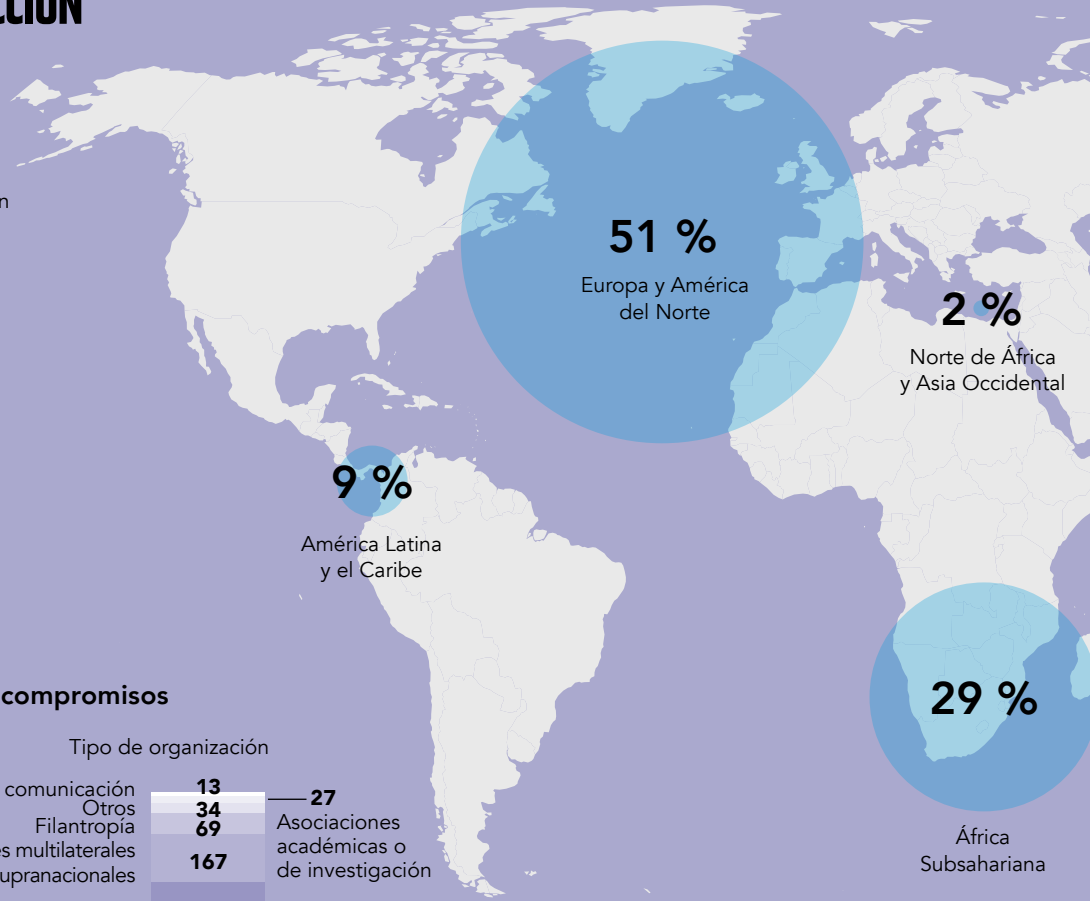 51 %
Europa y América
del Norte
2 %
Norte de África
y Asia Occidental
9 %
América Latina
y el Caribe
29 %
África
Subsahariana
compromisos
Tipo de organización
comunicación
13
27
Asociaciones
académicas o
de investigación
Otros
34
Filantropía
69
multilaterales
167